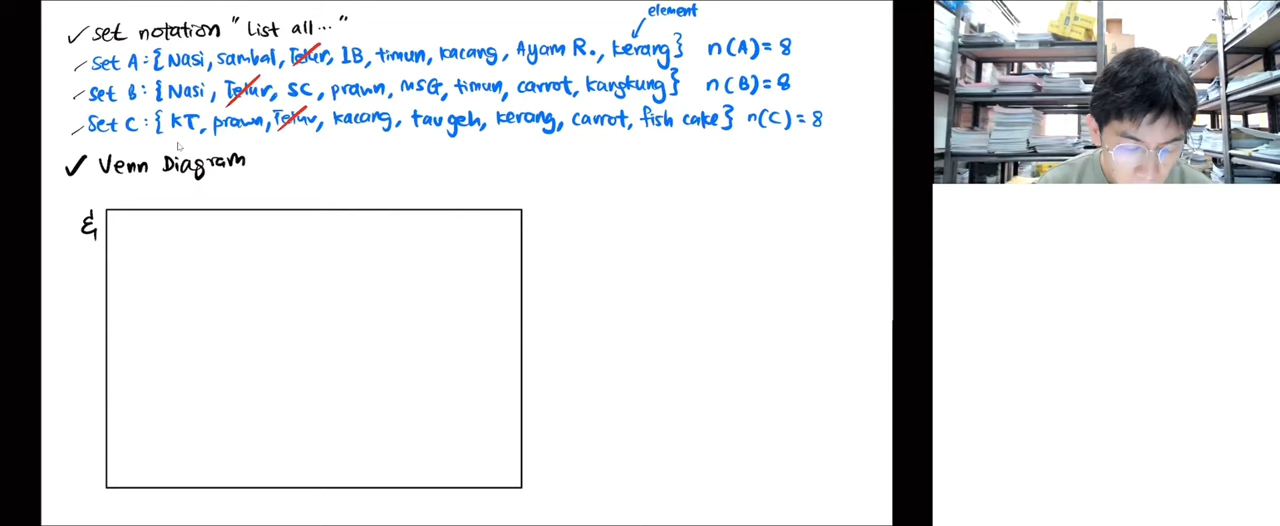 ✓ set notation "List all..."
element
set A : { Nasi, sambal, Telur, IB, timun, kacang, Ayam R., kerang } n(A) = 8
set B : { Nasi, Telur, SC, prawn, MSG, timun, carrot, kangkung } n(B) = 8
set C : { KT, prawn, Telur, kacang, taugeh, kerang, carrot, fish cake } n(C) = 8
✓ Venn Diagram
ξ